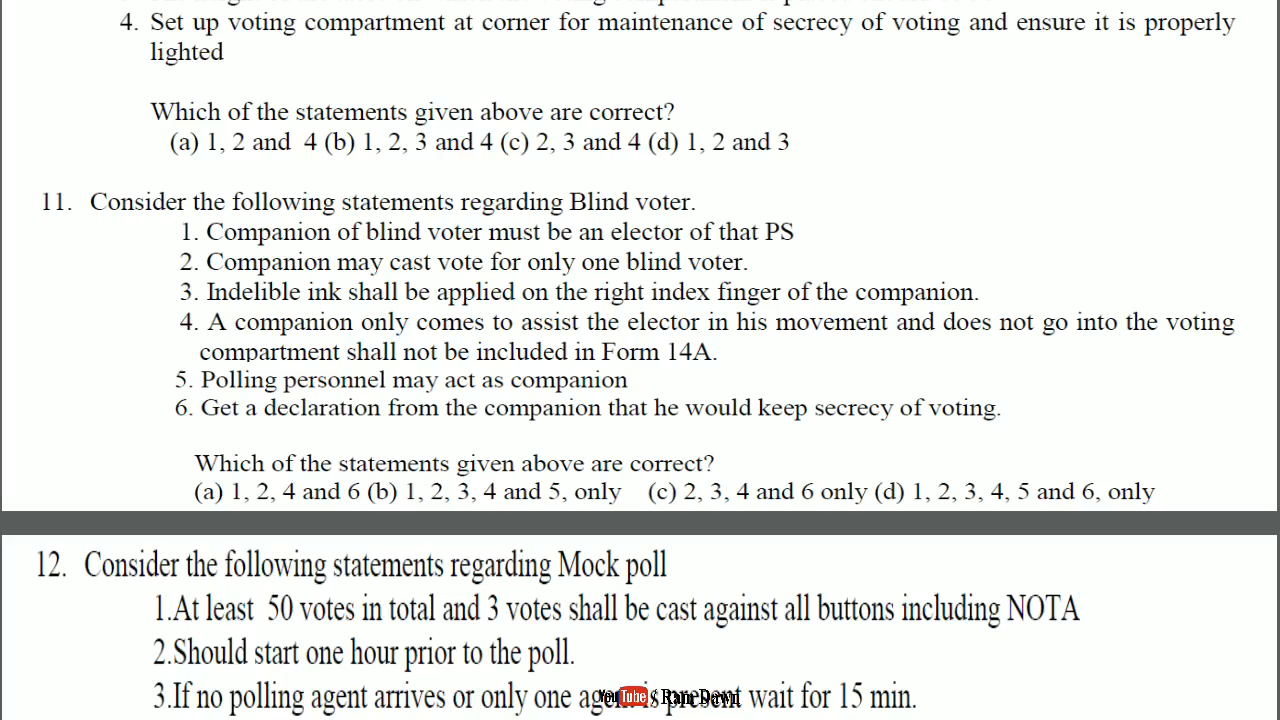 4. Set up voting compartment at corner for maintenance of secrecy of voting and ensure it is properly
lighted
Which of the statements given above are correct?
(a) 1, 2 and 4 (b) 1, 2, 3 and 4 (c) 2, 3 and 4 (d) 1, 2 and 3
11. Consider the following statements regarding Blind voter.
1. Companion of blind voter must be an elector of that PS
2. Companion may cast vote for only one blind voter.
3. Indelible ink shall be applied on the right index finger of the companion.
4. A companion only comes to assist the elector in his movement and does not go into the voting
compartment shall not be included in Form 14A.
5. Polling personnel may act as companion
6. Get a declaration from the companion that he would keep secrecy of voting.
Which of the statements given above are correct?
(a) 1, 2, 4 and 6 (b) 1, 2, 3, 4 and 5, only (c) 2, 3, 4 and 6 only (d) 1, 2, 3, 4, 5 and 6, only
12. Consider the following statements regarding Mock poll
1.At least 50 votes in total and 3 votes shall be cast against all buttons including NOTA
2.Should start one hour prior to the poll.
3.If no polling agent arrives or only one agent is present wait for 15 min.
YouTube / Ram Dawn